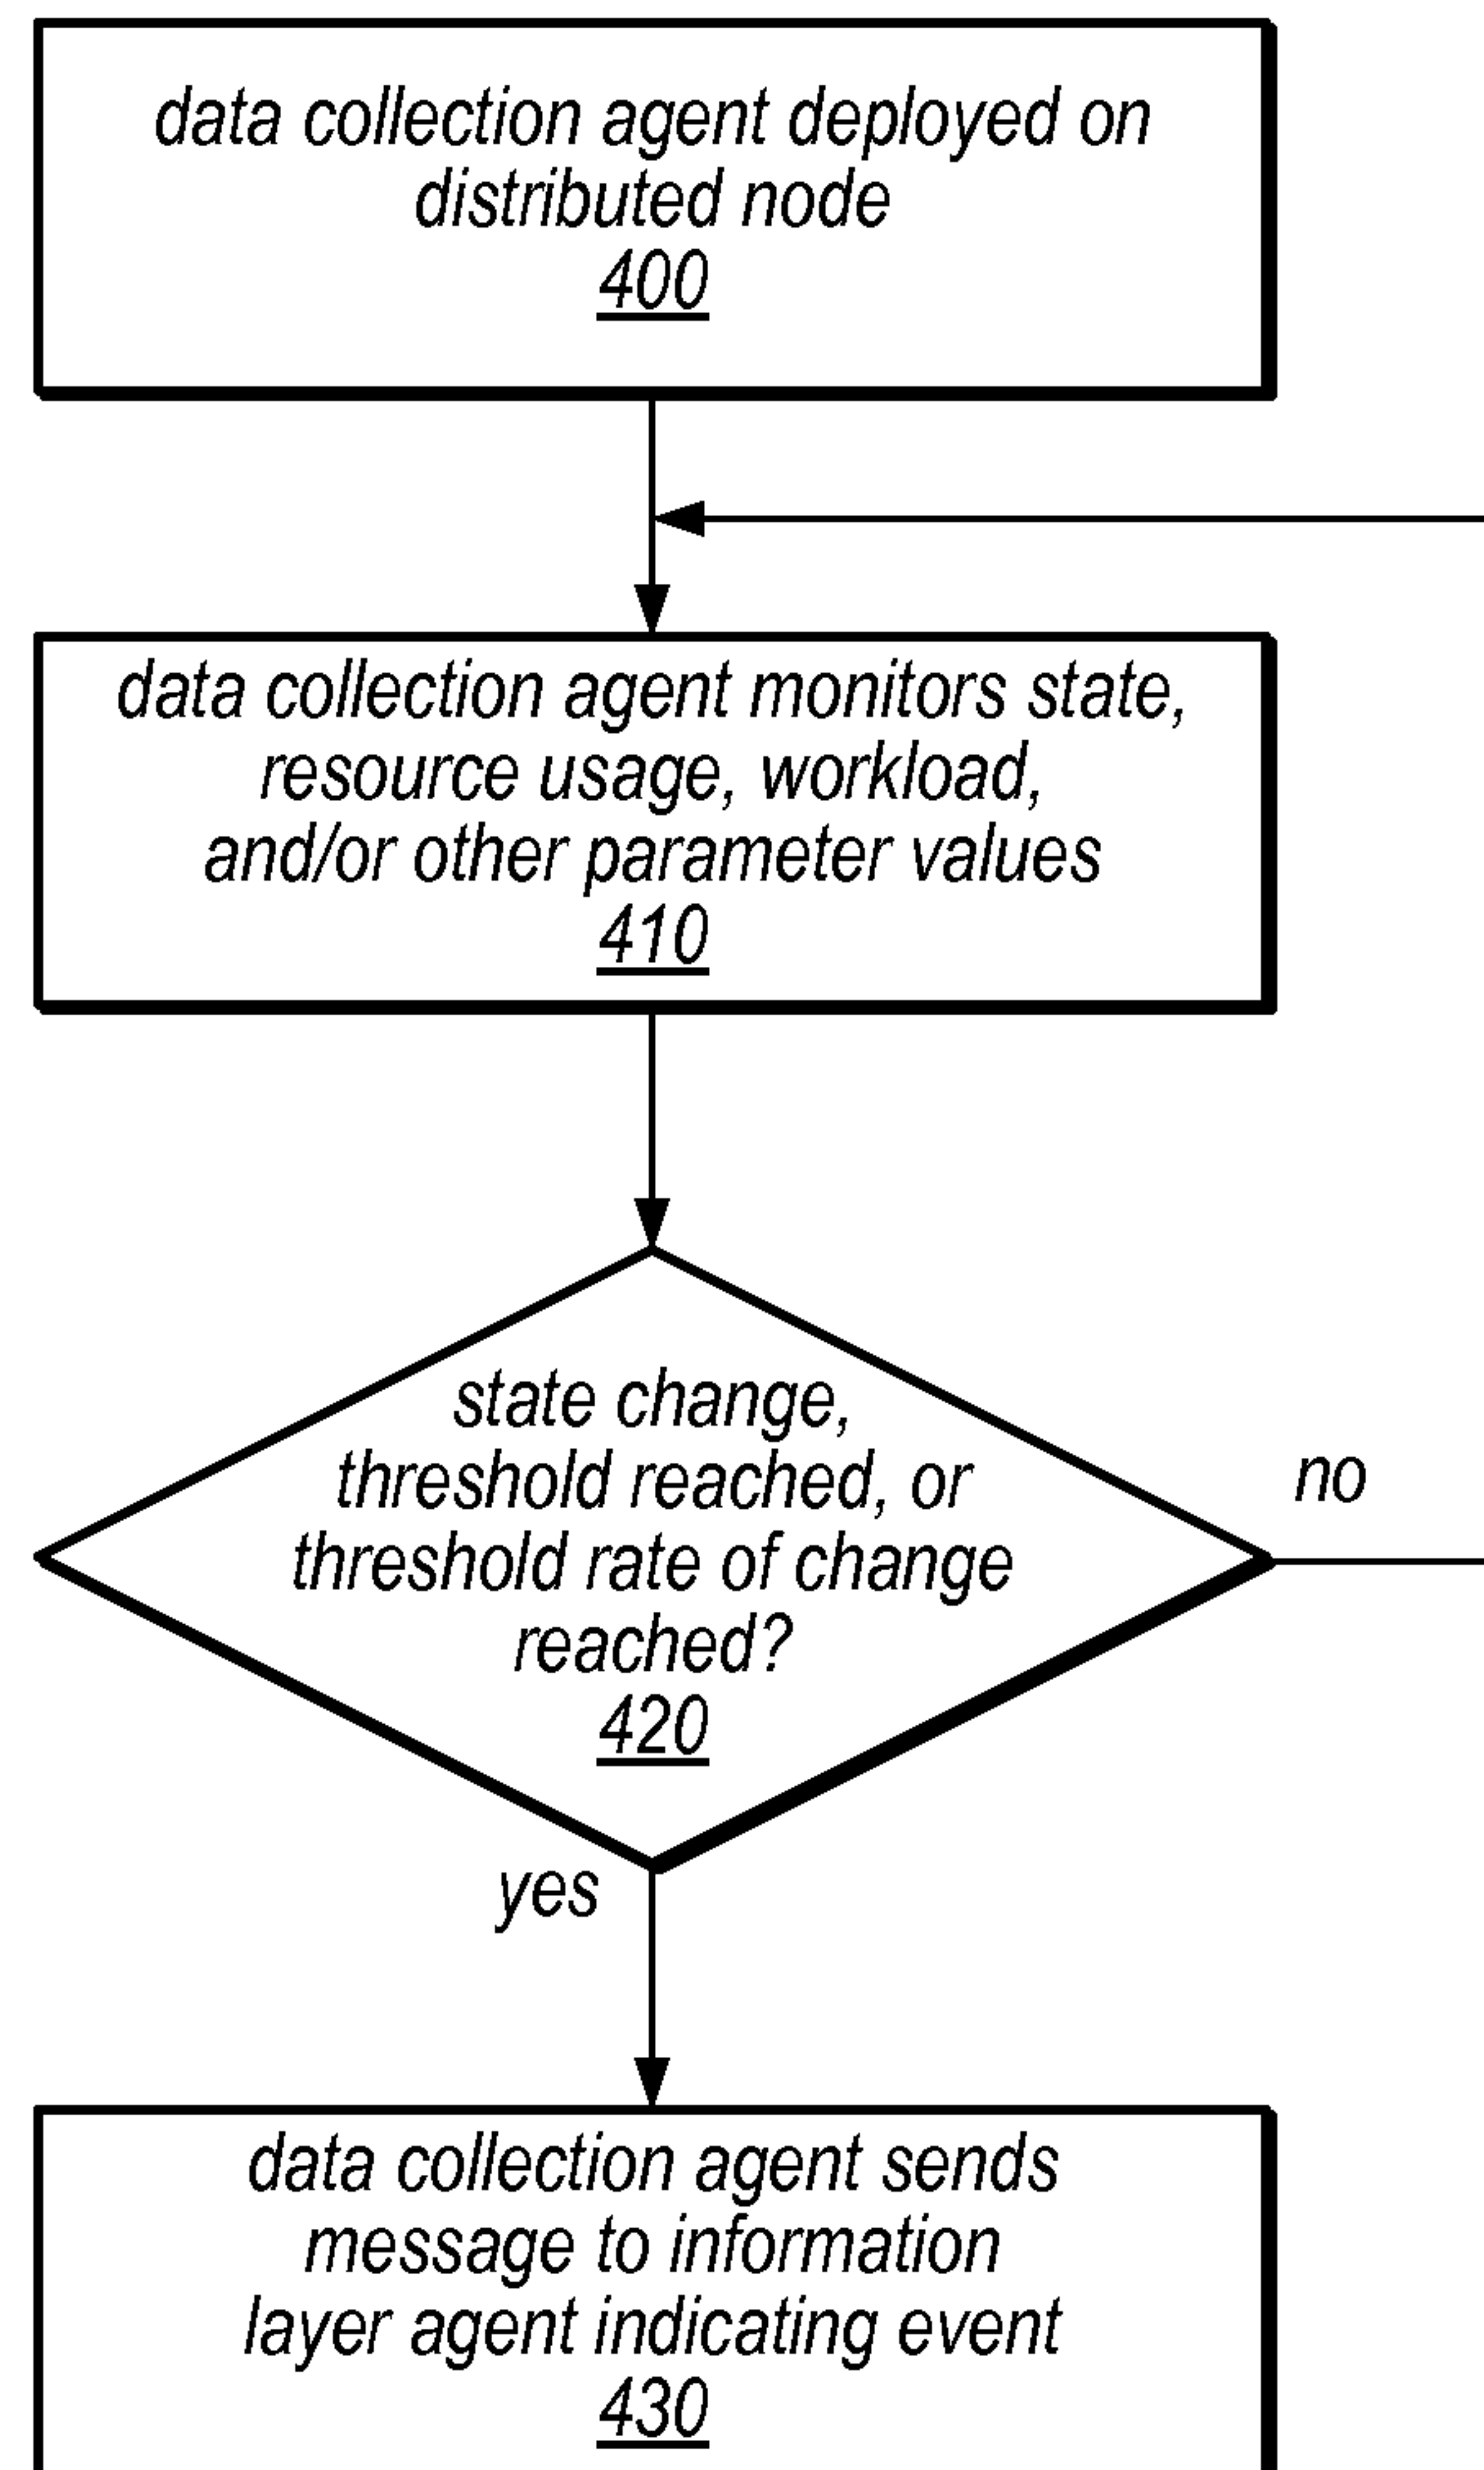 data collection agent deployed on
distributed node
400
data collection agent monitors state,
resource usage, workload,
and/or other parameter values
410
state change,
threshold reached, or
threshold rate of change
reached?
420
no
yes
data collection agent sends
message to information
layer agent indicating event
430